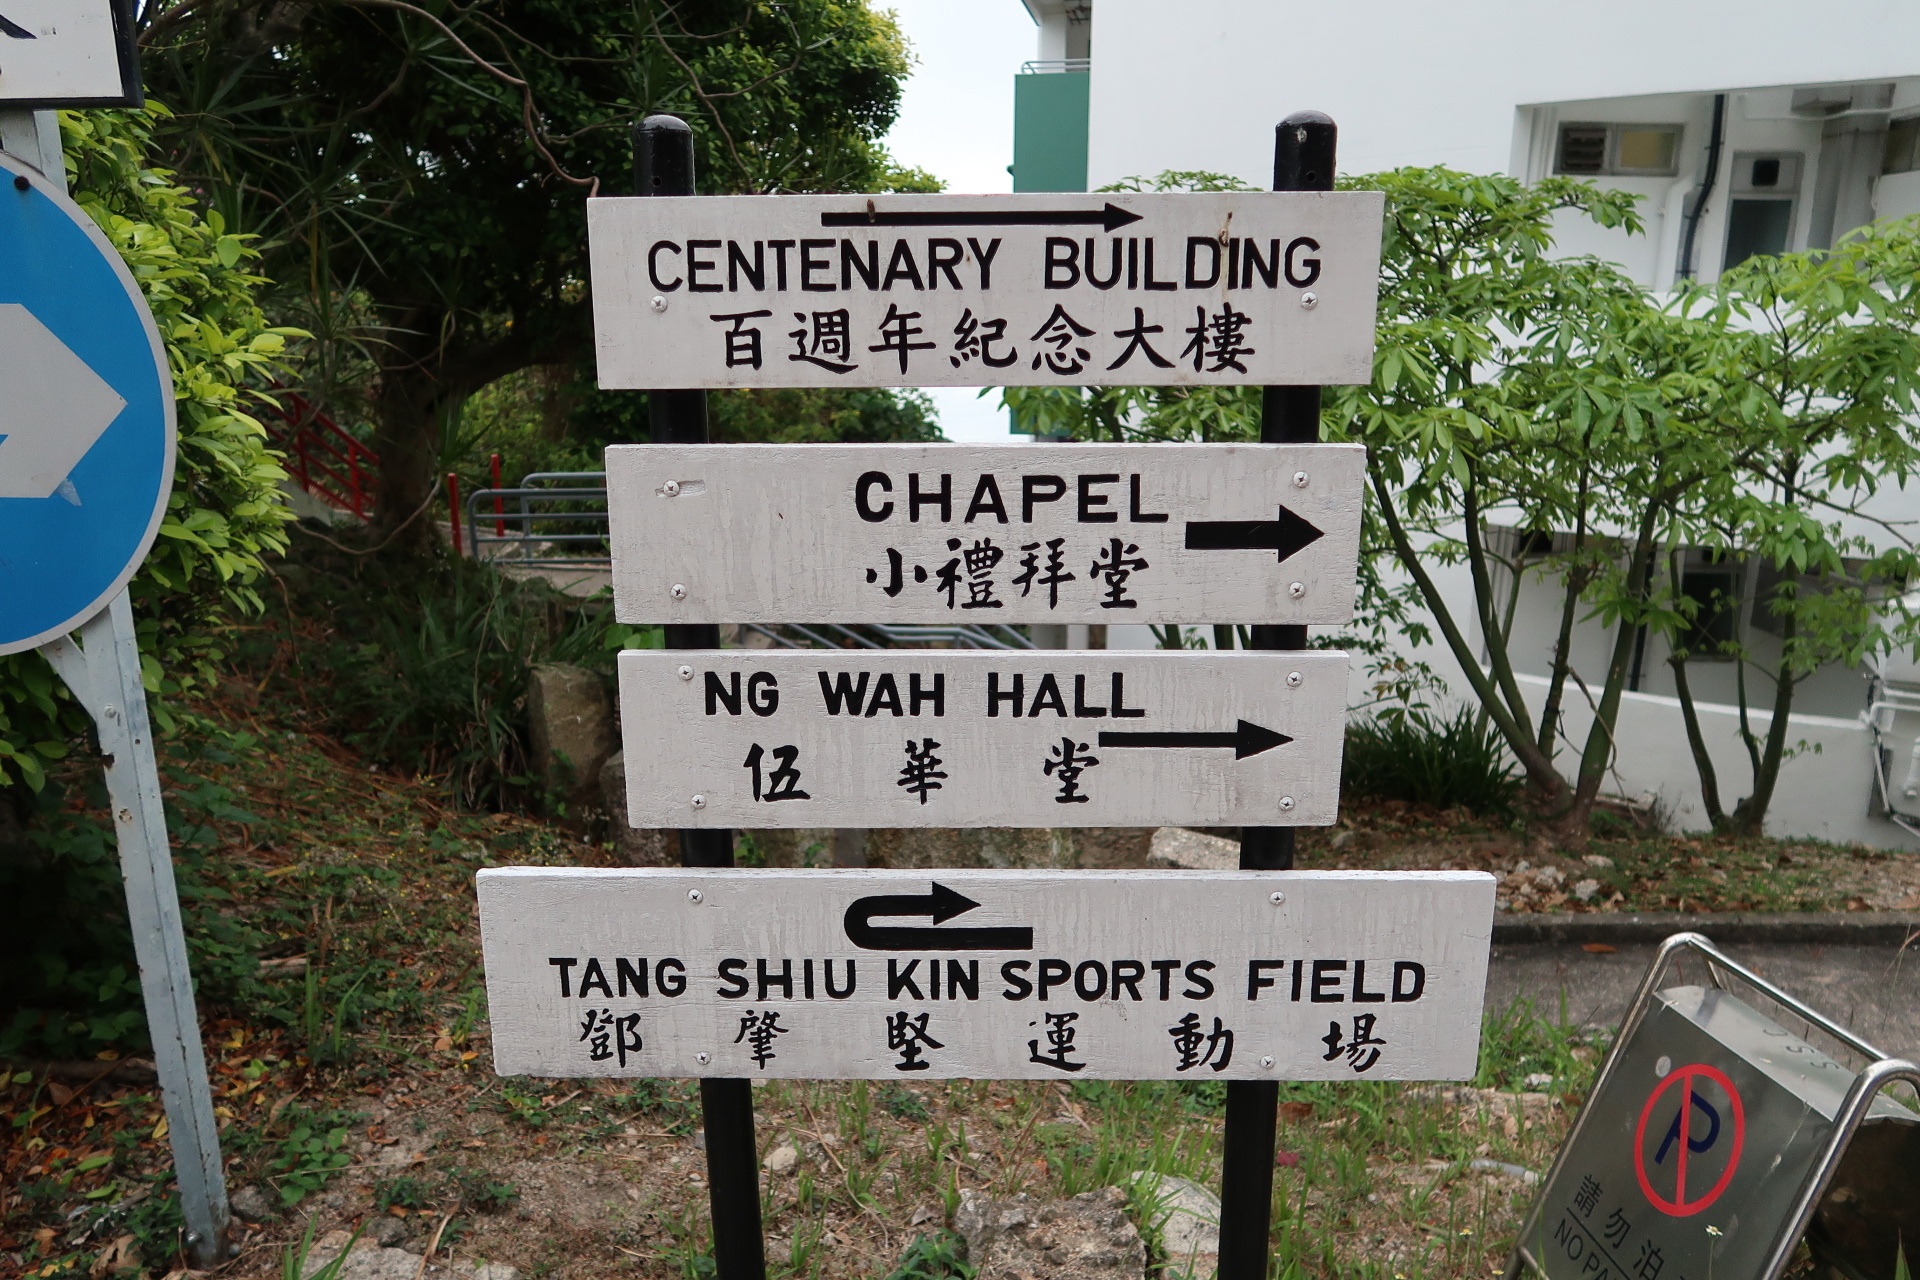 CENTENARY BUILDING
百週年紀念大樓
CHAPEL
小禮拜堂
NG WAH HALL
伍華堂
TANG SHIU KIN SPORTS FIELD
鄧肇堅運動場
P
請勿泊
NO